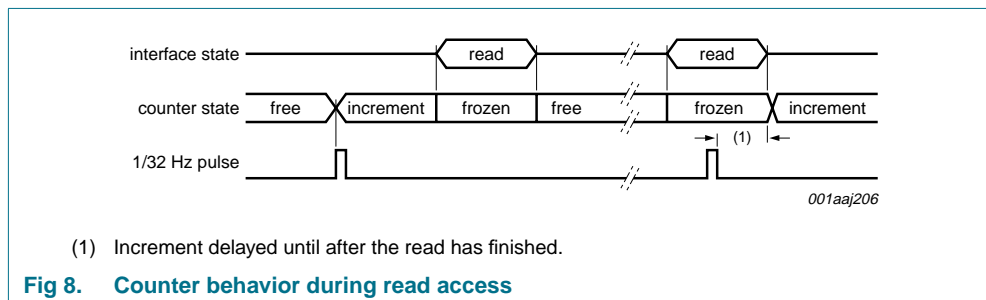 interface state
read
read
counter state
free
increment
frozen
free
frozen
increment
(1)
1/32 Hz pulse
001aaj206
(1) Increment delayed until after the read has finished.
Fig 8. Counter behavior during read access